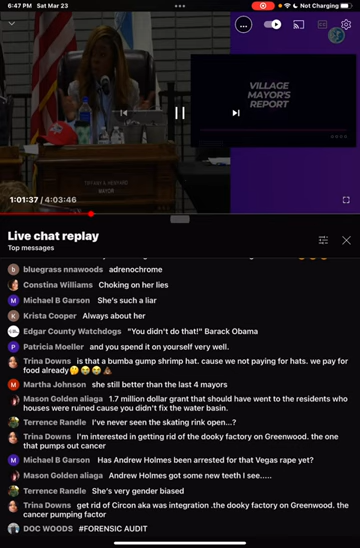 6:47 PM Sat Mar 23
Not Charging
VILLAGE
MAYOR'S
REPORT
MAYOR
1:01:37 / 4:03:46
Live chat replay
Top messages
bluegrass nnawoods adrenochrome
Constina Williams Choking on her lies
Michael B Garson She's such a liar
Krista Cooper Always about her
Edgar County Watchdogs "You didn't do that!" Barack Obama
Patricia Moeller and you spend it on yourself very well.
Trina Downs is that a bumba gump shrimp hat. cause we not paying for hats. we pay for
food already🤔😂😂💩
Martha Johnson she still better than the last 4 mayors
Mason Golden aliaga 1.7 million dollar grant that should have went to the residents who
houses were ruined cause you didn't fix the water basin.
Terrence Randle I've never seen the skating rink open...?
Trina Downs I'm interested in getting rid of the dooky factory on Greenwood. the one
that pumps out cancer
Michael B Garson Has Andrew Holmes been arrested for that Vegas rape yet?
Mason Golden aliaga Andrew Holmes got some new teeth I see.....
Terrence Randle She's very gender biased
Trina Downs get rid of Circon aka was integration .the dooky factory on Greenwood. the
cancer pumping factor
DOC WOODS #FORENSIC AUDIT